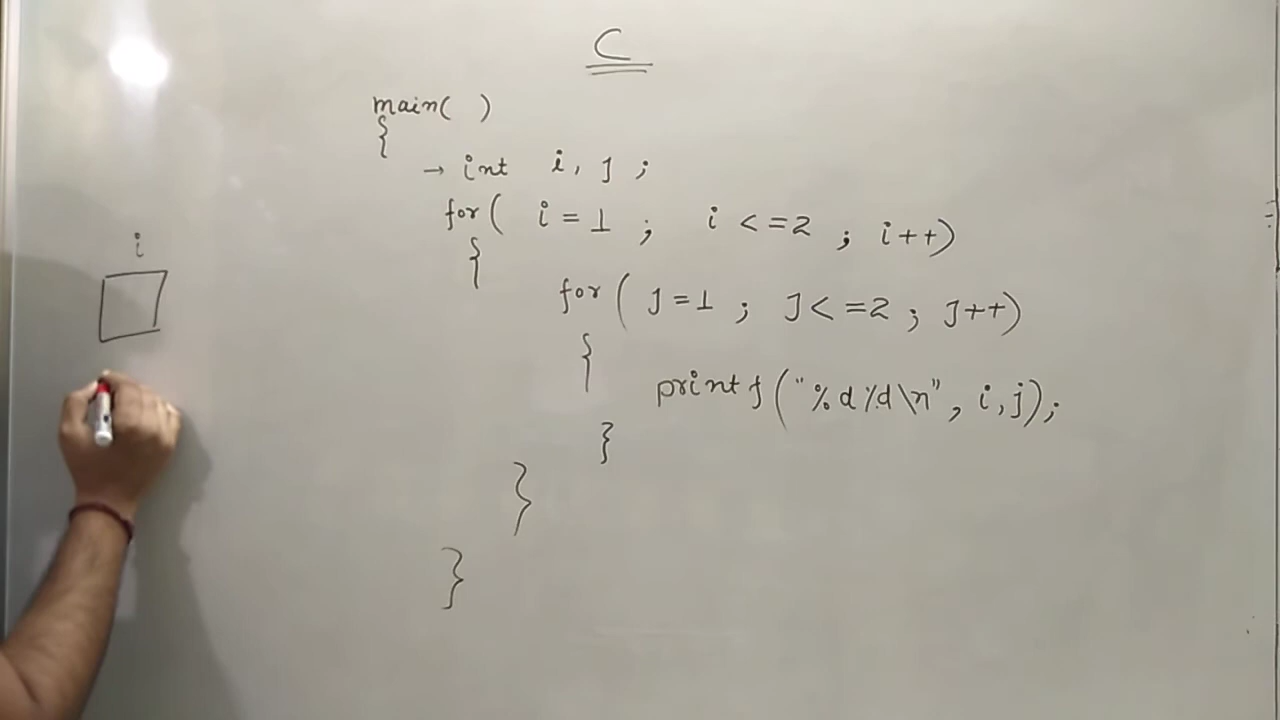 C
main( )
{
→ int i, j ;
for( i = 1 ; i <= 2 ; i++)
{
i
for ( j = 1 ; j <= 2 ; j++)
{
printf ("%d %d\n", i, j);
}
}
}